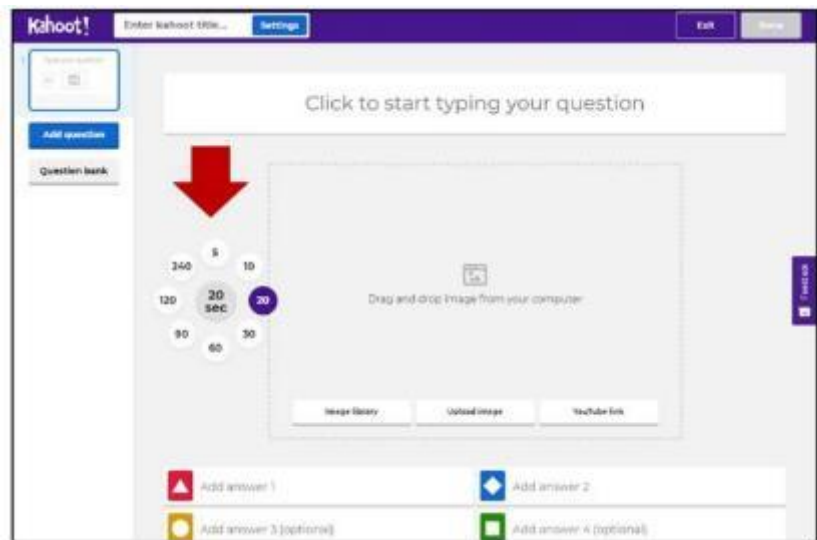 Kahoot!
Enter kahoot title...
Settings
Exit
Click to start typing your question
Add question
Question bank
5
240
10
120
20 sec
20
90
30
60
Drag and drop image from your computer
Image library
Upload image
YouTube link
Add answer 1
Add answer 2
Add answer 3 (optional)
Add answer 4 (optional)